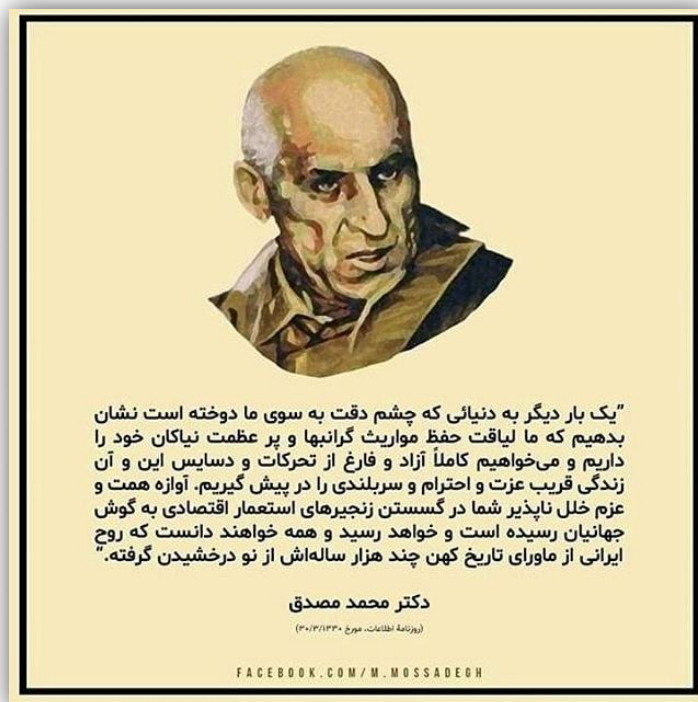 ”یک بار دیگر به دنیائی که چشم دقت به سوی ما دوخته است نشان
بدهیم که ما لیاقت حفظ مواریث گرانبها و پر عظمت نیاکان خود را
داریم و می‌خواهیم کاملاً آزاد و فارغ از تحرکات و دسایس این و آن
زندگی قریب عزت و احترام و سربلندی را در پیش گیریم. آوازه همت و
عزم خلل ناپذیر شما در گسستن زنجیرهای استعمار اقتصادی به گوش
جهانیان رسیده است و خواهد رسید و همه خواهند دانست که روح
ایرانی از ماورای تاریخ کهن چند هزار ساله‌اش از نو درخشیدن گرفته.“
دکتر محمد مصدق
(روزنامهٔ اطلاعات، مورخ ۳۰/۳/۱۳۳۰)
FACEBOOK.COM/M.MOSSADEGH